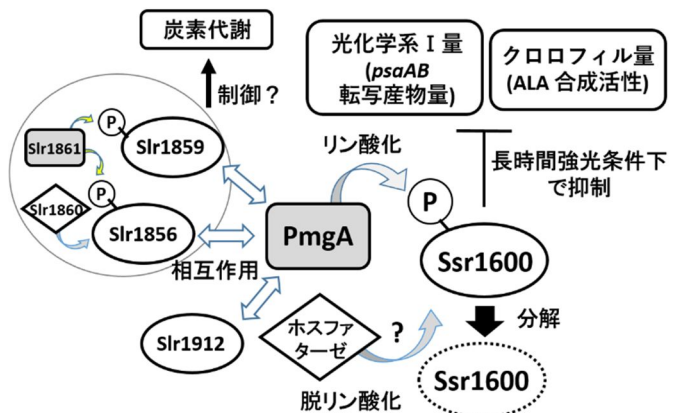 炭素代謝
制御？
光化学系Ⅰ量
(psaAB
転写産物量)
クロロフィル量
(ALA 合成活性)
P
Slr1861
Slr1859
リン酸化
長時間強光条件下
で抑制
P
Slr1860
Slr1856
P
PmgA
Ssr1600
相互作用
Slr1912
ホスファ
ターゼ
?
分解
脱リン酸化
Ssr1600